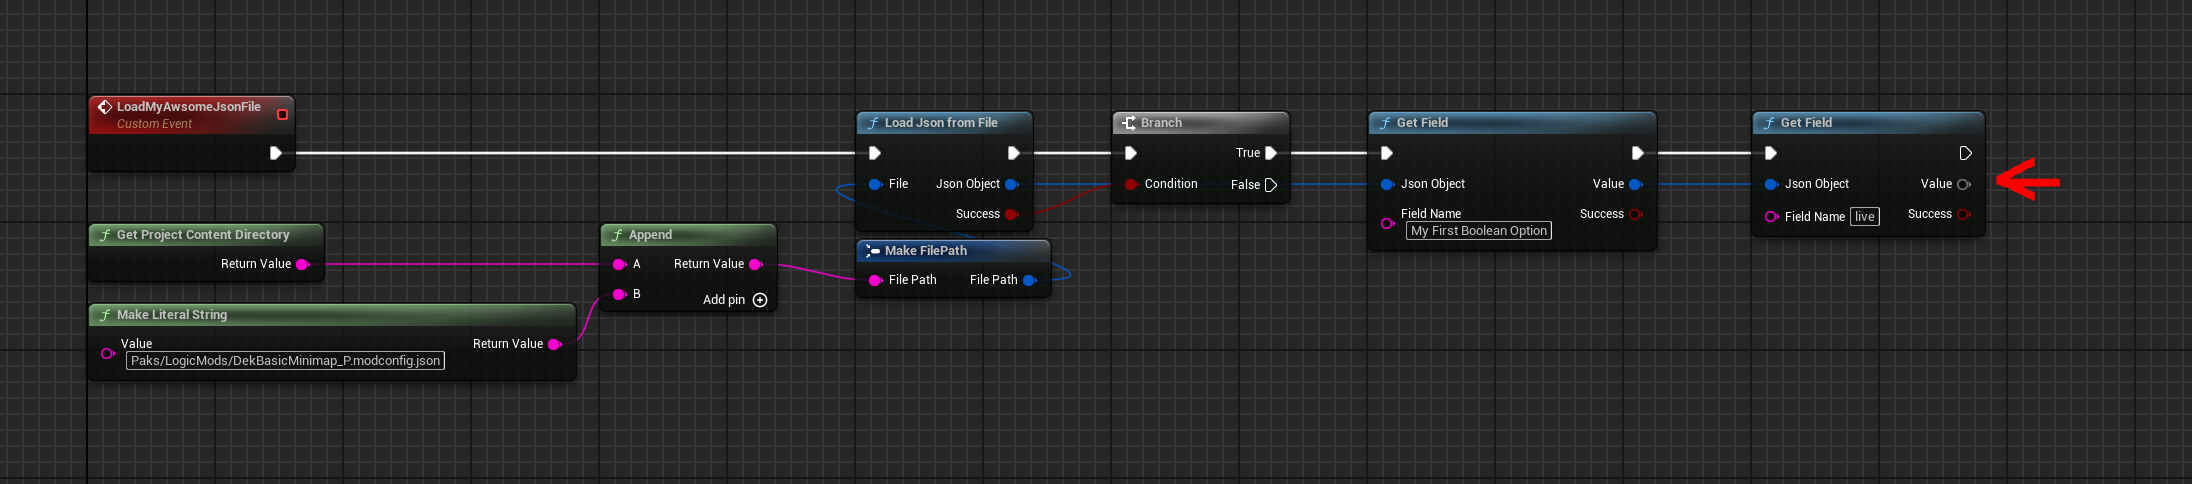 LoadMyAwsomeJsonFile
Custom Event
Get Project Content Directory
Return Value
Make Literal String
Value
Paks/LogicMods/DekBasicMinimap_P.modconfig.json
Return Value
Append
A
Return Value
B
Add pin
Load Json from File
File
Json Object
Success
Make FilePath
File Path
File Path
Branch
True
Condition
False
Get Field
Json Object
Value
Field Name
Success
My First Boolean Option
Get Field
Json Object
Value
Field Name live
Success